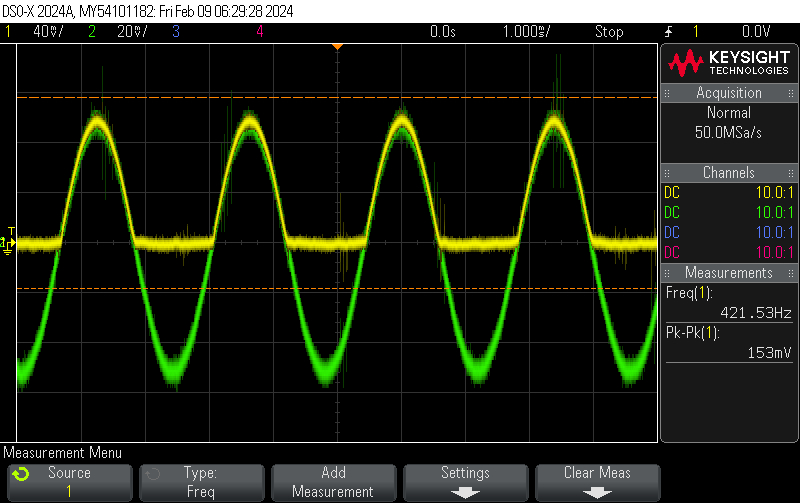 DSO-X 2024A, MY54101182: Fri Feb 09 06:29:28 2024
1 40㎷/ 2 20㎷/ 3 4 0.0s 1.000㎳/ Stop 1 0.0V
KEYSIGHT
TECHNOLOGIES
Acquisition
Normal
50.0MSa/s
Channels
DC 10.0:1
DC 10.0:1
DC 10.0:1
DC 10.0:1
Measurements
Freq(1):
421.53Hz
Pk-Pk(1):
153mV
T
Measurement Menu
Source
1
Type:
Freq
Add
Measurement
Settings
Clear Meas